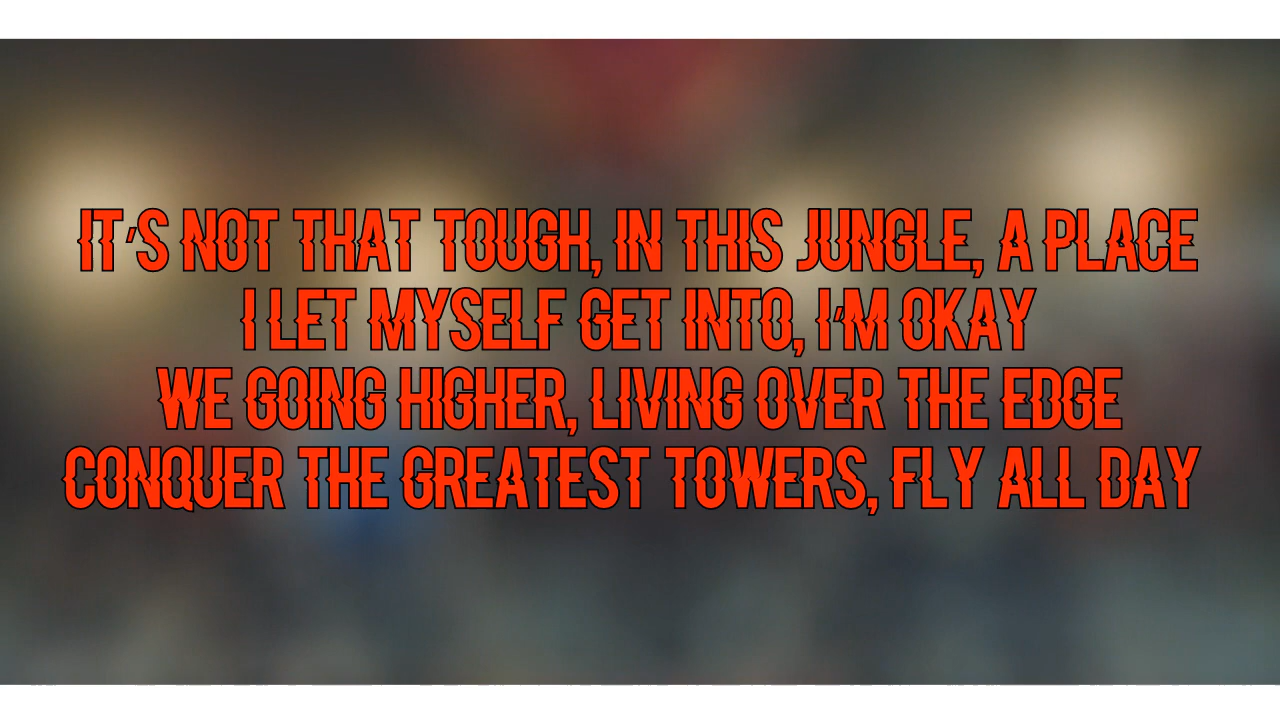 IT'S NOT THAT TOUGH, IN THIS JUNGLE, A PLACE
I LET MYSELF GET INTO, I'M OKAY
WE GOING HIGHER, LIVING OVER THE EDGE
CONQUER THE GREATEST TOWERS, FLY ALL DAY